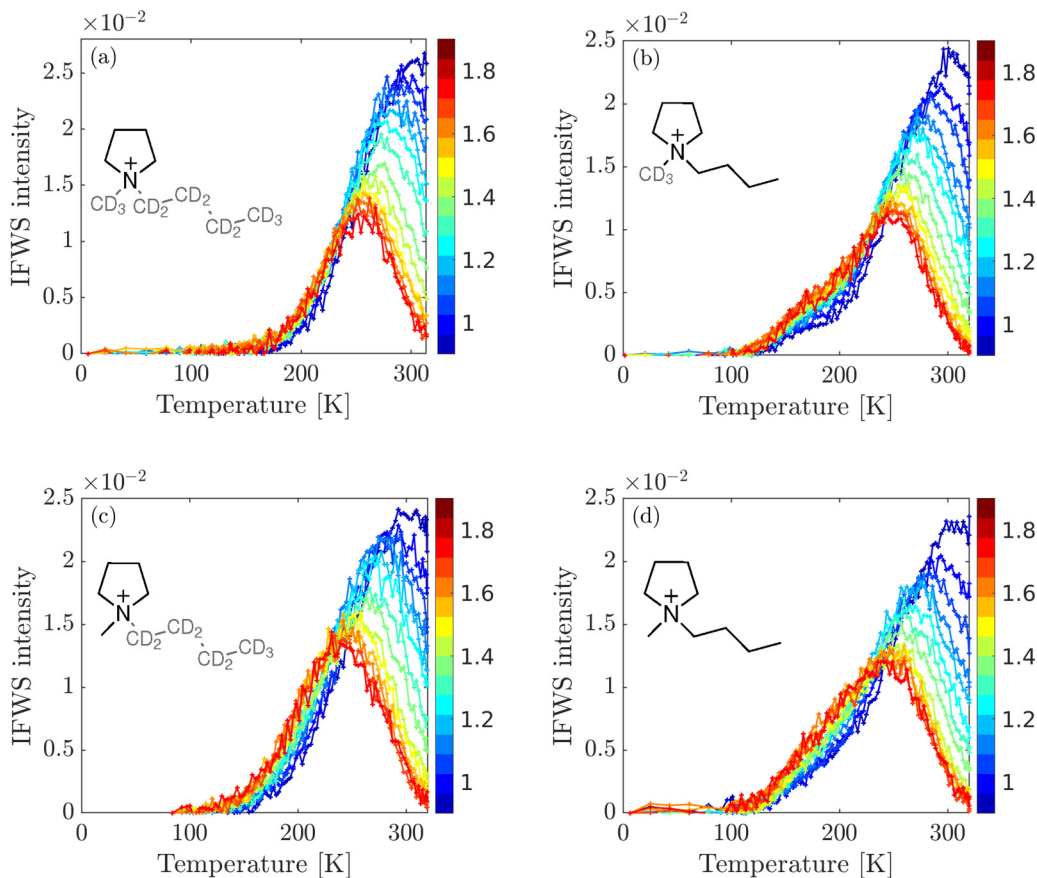 ×10⁻²
(a)
2.5
2
1.5
1
0.5
0
IFWS intensity
N
+
CD₃
CD₂
CD₂
CD₂
CD₃
0
100
200
300
Temperature [K]
1.8
1.6
1.4
1.2
1
×10⁻²
(b)
2.5
2
1.5
1
0.5
0
IFWS intensity
N
+
CD₃
0
100
200
300
Temperature [K]
1.8
1.6
1.4
1.2
1
×10⁻²
(c)
2.5
2
1.5
1
0.5
0
IFWS intensity
N
+
CD₂
CD₂
CD₂
CD₃
0
100
200
300
Temperature [K]
1.8
1.6
1.4
1.2
1
×10⁻²
(d)
2.5
2
1.5
1
0.5
0
IFWS intensity
N
+
0
100
200
300
Temperature [K]
1.8
1.6
1.4
1.2
1